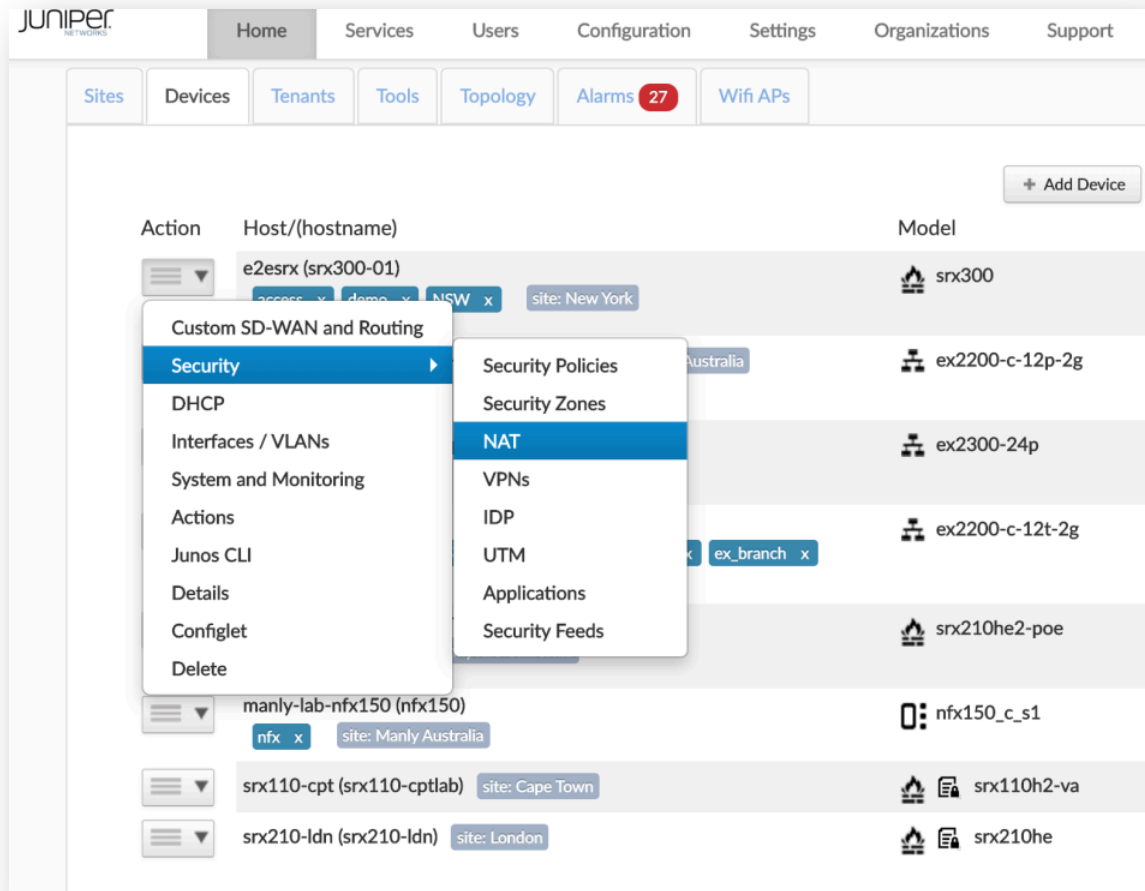 JUNIPER
NETWORKS
Home Services Users Configuration Settings Organizations Support
Sites Devices Tenants Tools Topology Alarms 27 Wifi APs
+ Add Device
Action Host/(hostname) Model
e2esrx (srx300-01) srx300
access x demo x NSW x site: New York
Custom SD-WAN and Routing
Security Security Policies Australia ex2200-c-12p-2g
DHCP Security Zones
Interfaces / VLANs NAT ex2300-24p
System and Monitoring VPNs
Actions IDP ex2200-c-12t-2g
Junos CLI UTM x ex_branch x
Details Applications
Configlet Security Feeds srx210he2-poe
Delete
manly-lab-nfx150 (nfx150) nfx150_c_s1
nfx x site: Manly Australia
srx110-cpt (srx110-cptlab) site: Cape Town srx110h2-va
srx210-ldn (srx210-ldn) site: London srx210he